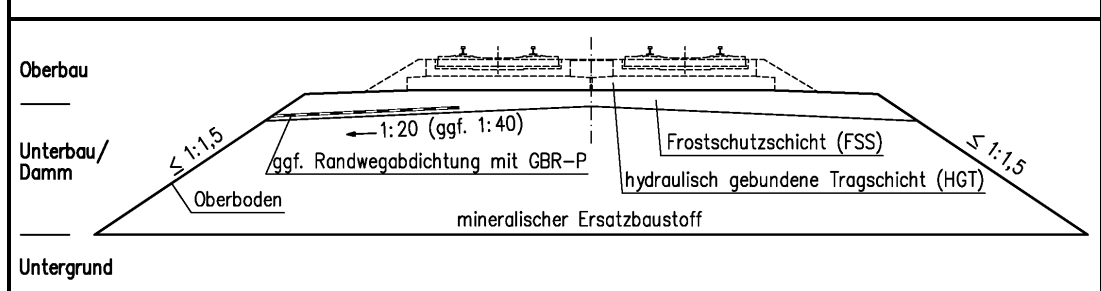 Oberbau
1:20 (ggf. 1:40)
Frostschutzschicht (FSS)
Unterbau/
Damm
≤ 1:1,5
≤ 1:1,5
ggf. Randwegabdichtung mit GBR-P
hydraulisch gebundene Tragschicht (HGT)
Oberboden
mineralischer Ersatzbaustoff
Untergrund